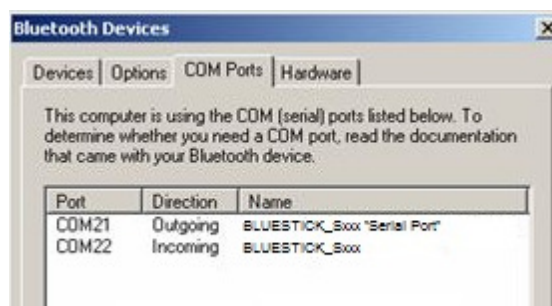 Bluetooth Devices
Devices Options COM Ports Hardware
This computer is using the COM (serial) ports listed below. To
determine whether you need a COM port, read the documentation
that came with your Bluetooth device.
Port Direction Name
COM21 Outgoing BLUESTICK_Sxxx "Serial Port"
COM22 Incoming BLUESTICK_Sxxx